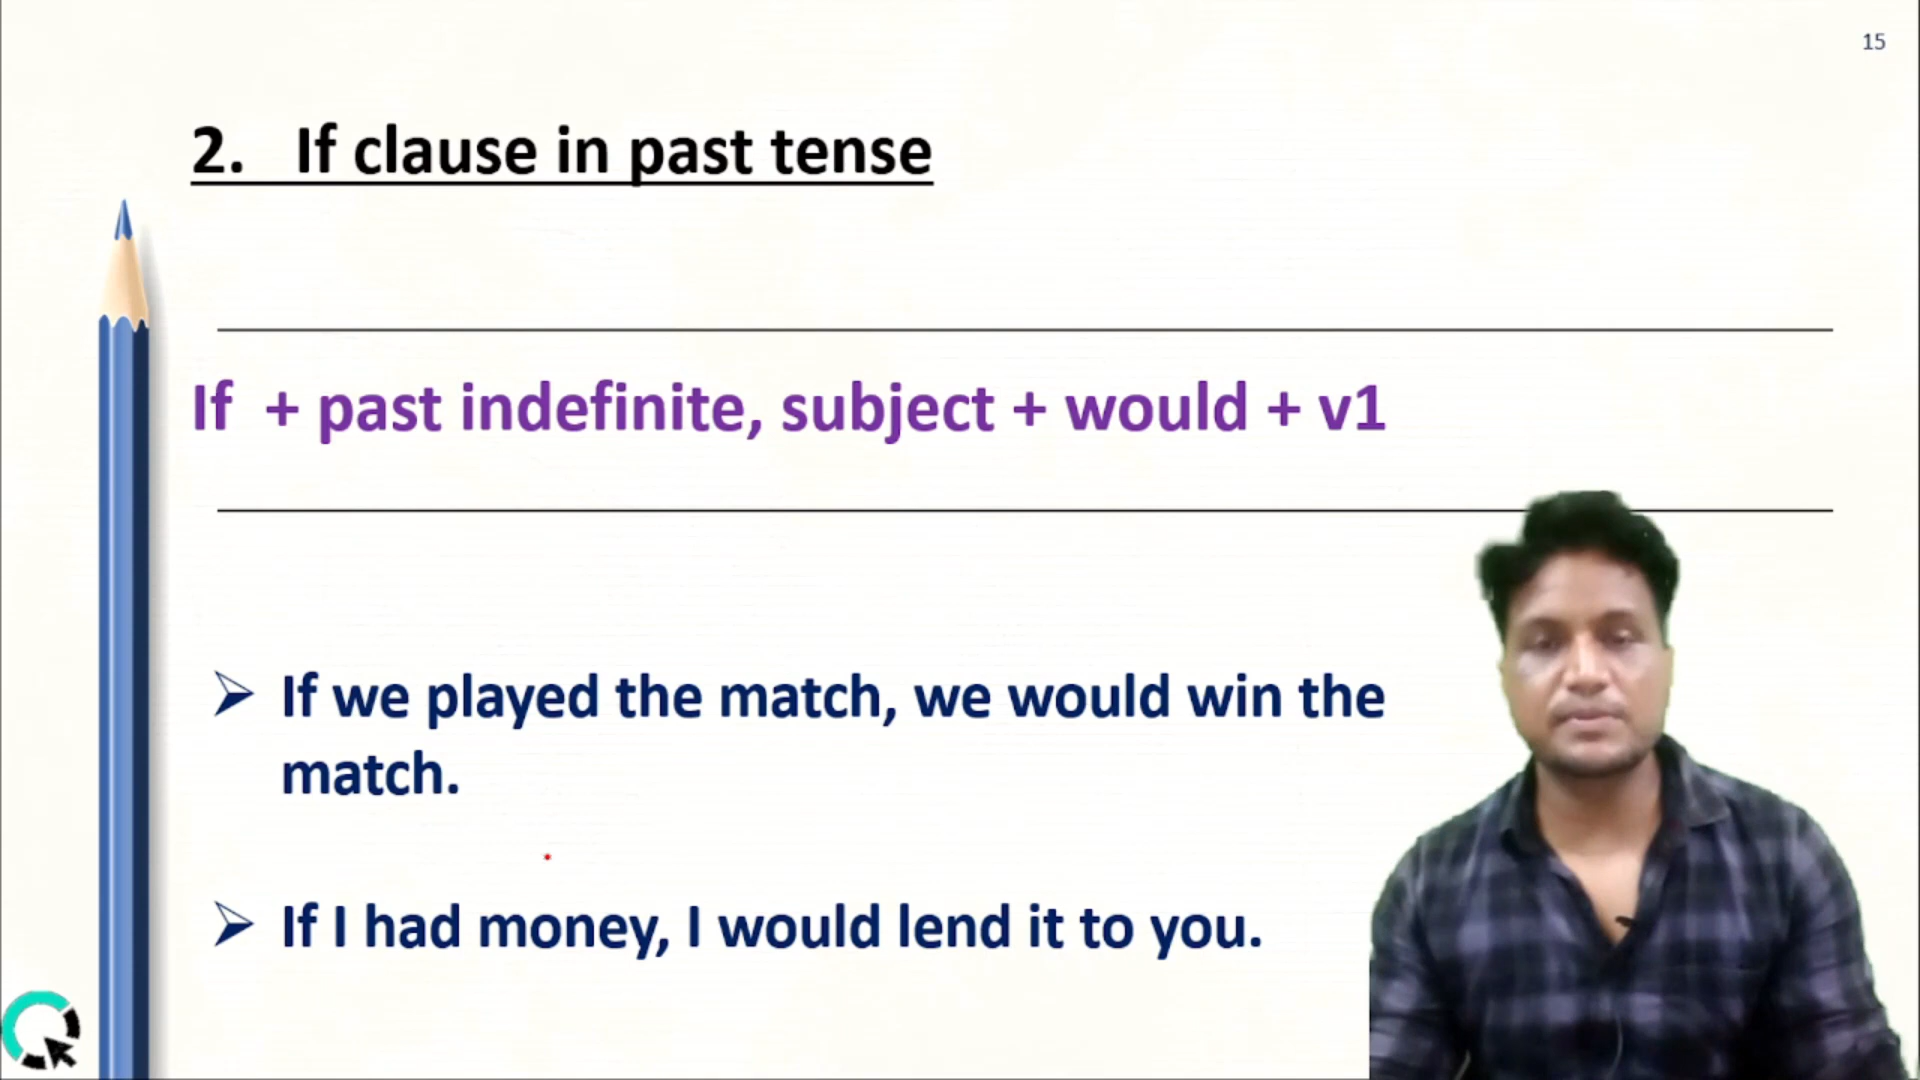 15
2. If clause in past tense
If + past indefinite, subject + would + v1
➢ If we played the match, we would win the
match.
➢ If I had money, I would lend it to you.